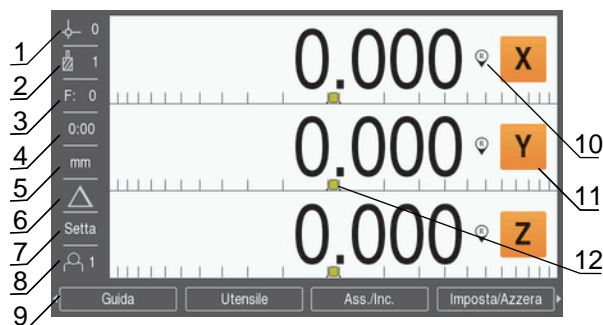 1
2
3
4
5
6
7
8
9
0
1
F: 0
0:00
mm
Setta
1
0.000 R X
0.000 R Y
0.000 R Z
10
11
12
Guida Utensile Ass./Inc. Imposta/Azzera